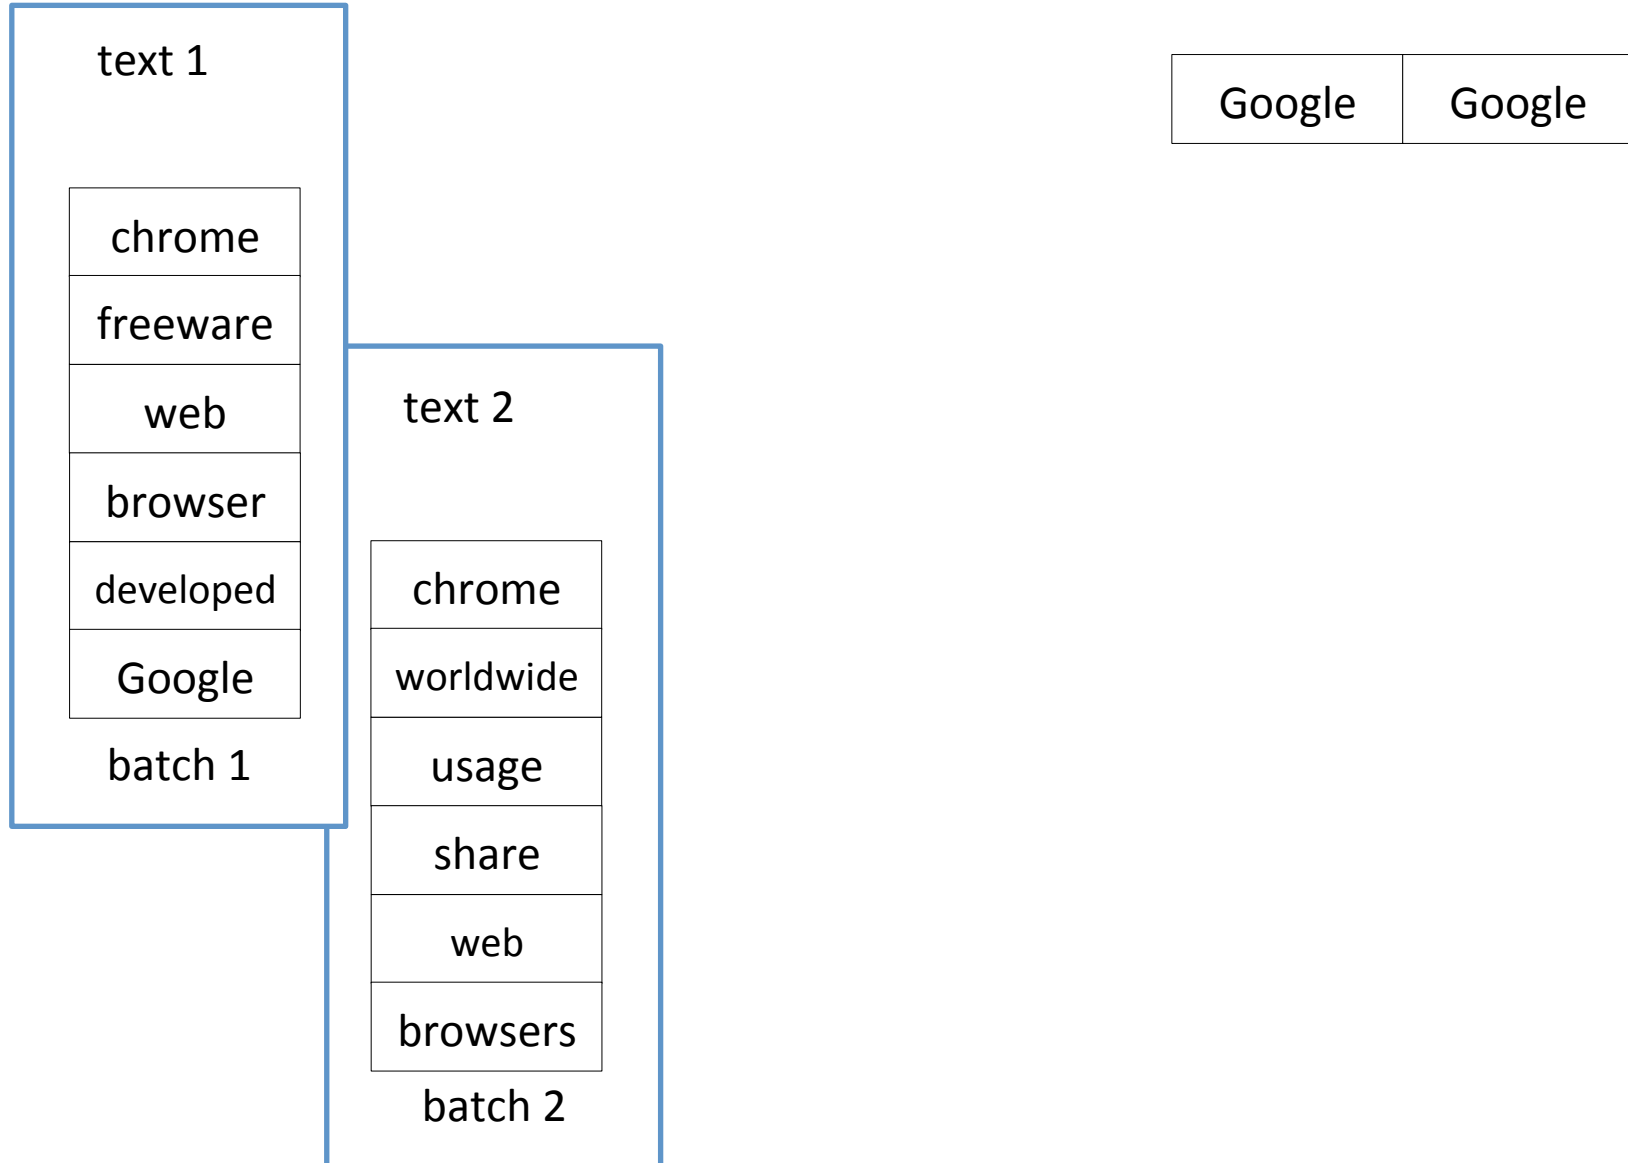 text 1
chrome
freeware
web
browser
developed
Google
batch 1
text 2
chrome
worldwide
usage
share
web
browsers
batch 2
Google Google